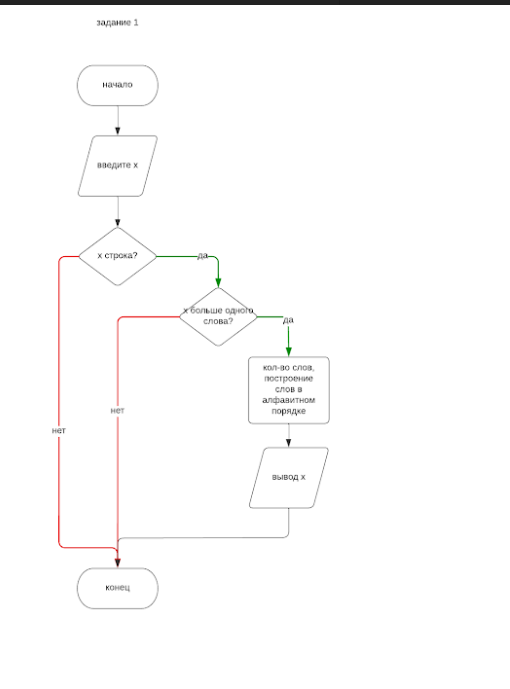 задание 1
начало
введите х
х строка?
да
х больше одного
слова?
да
кол-во слов,
построение
слов в
алфавитном
порядке
нет
нет
вывод х
конец